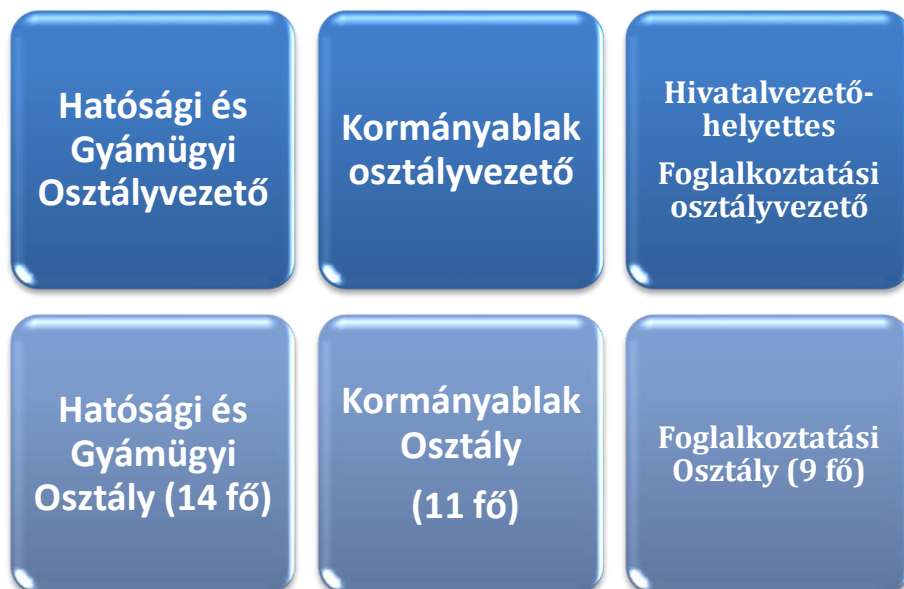 Hatósági és
Gyámügyi
Osztályvezető
Kormányablak
osztályvezető
Hivatalvezető-
helyettes
Foglalkoztatási
osztályvezető
Hatósági és
Gyámügyi
Osztály (14 fő)
Kormányablak
Osztály
(11 fő)
Foglalkoztatási
Osztály (9 fő)